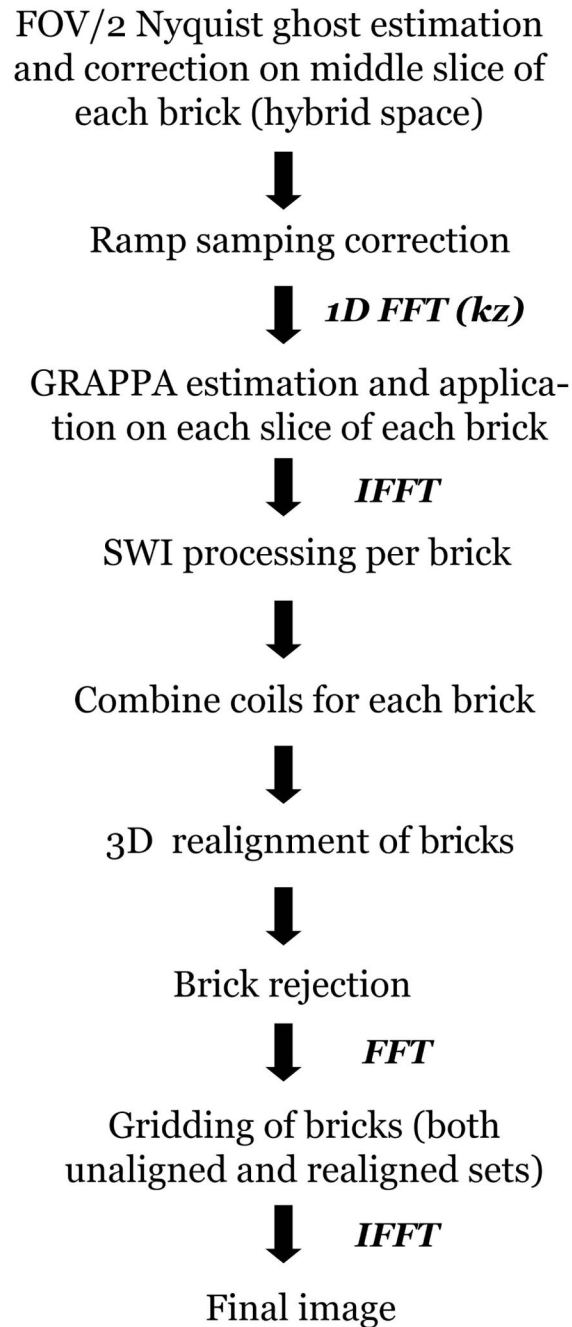 FOV/2 Nyquist ghost estimation
and correction on middle slice of
each brick (hybrid space)
Ramp samping correction
1D FFT (kz)
GRAPPA estimation and applica-
tion on each slice of each brick
IFFT
SWI processing per brick
Combine coils for each brick
3D realignment of bricks
Brick rejection
FFT
Gridding of bricks (both
unaligned and realigned sets)
IFFT
Final image